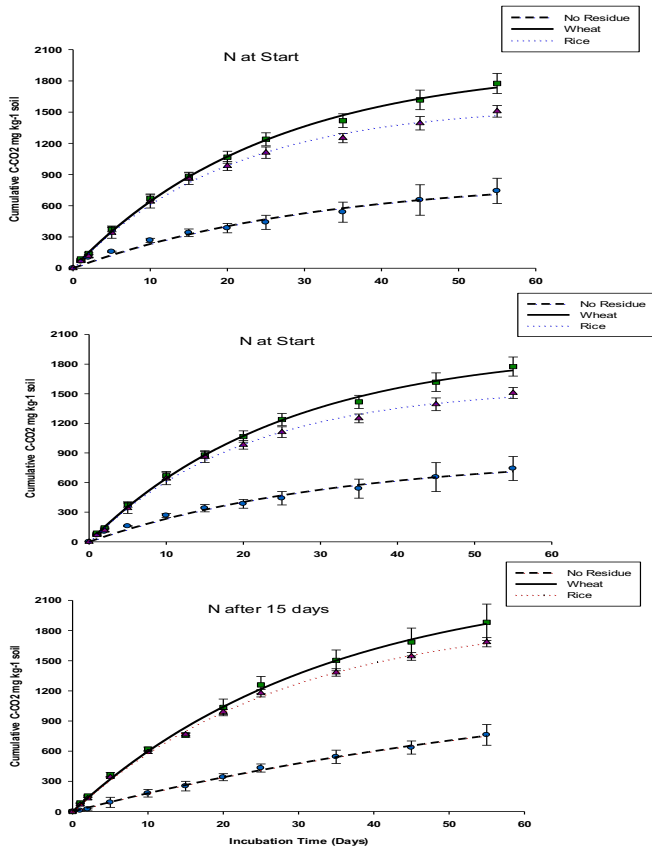 No Residue
Wheat
Rice
N at Start
2100
1800
1500
1200
900
600
300
0
Cumulative C-CO2 mg kg-1 soil
0 10 20 30 40 50 60
No Residue
Wheat
Rice
N at Start
2100
1800
1500
1200
900
600
300
0
Cumulative C-CO2 mg kg-1 soil
0 10 20 30 40 50 60
No Residue
Wheat
Rice
N after 15 days
2100
1800
1500
1200
900
600
300
0
Cumulative C-CO2 mg kg-1 soil
0 10 20 30 40 50 60
Incubation Time (Days)